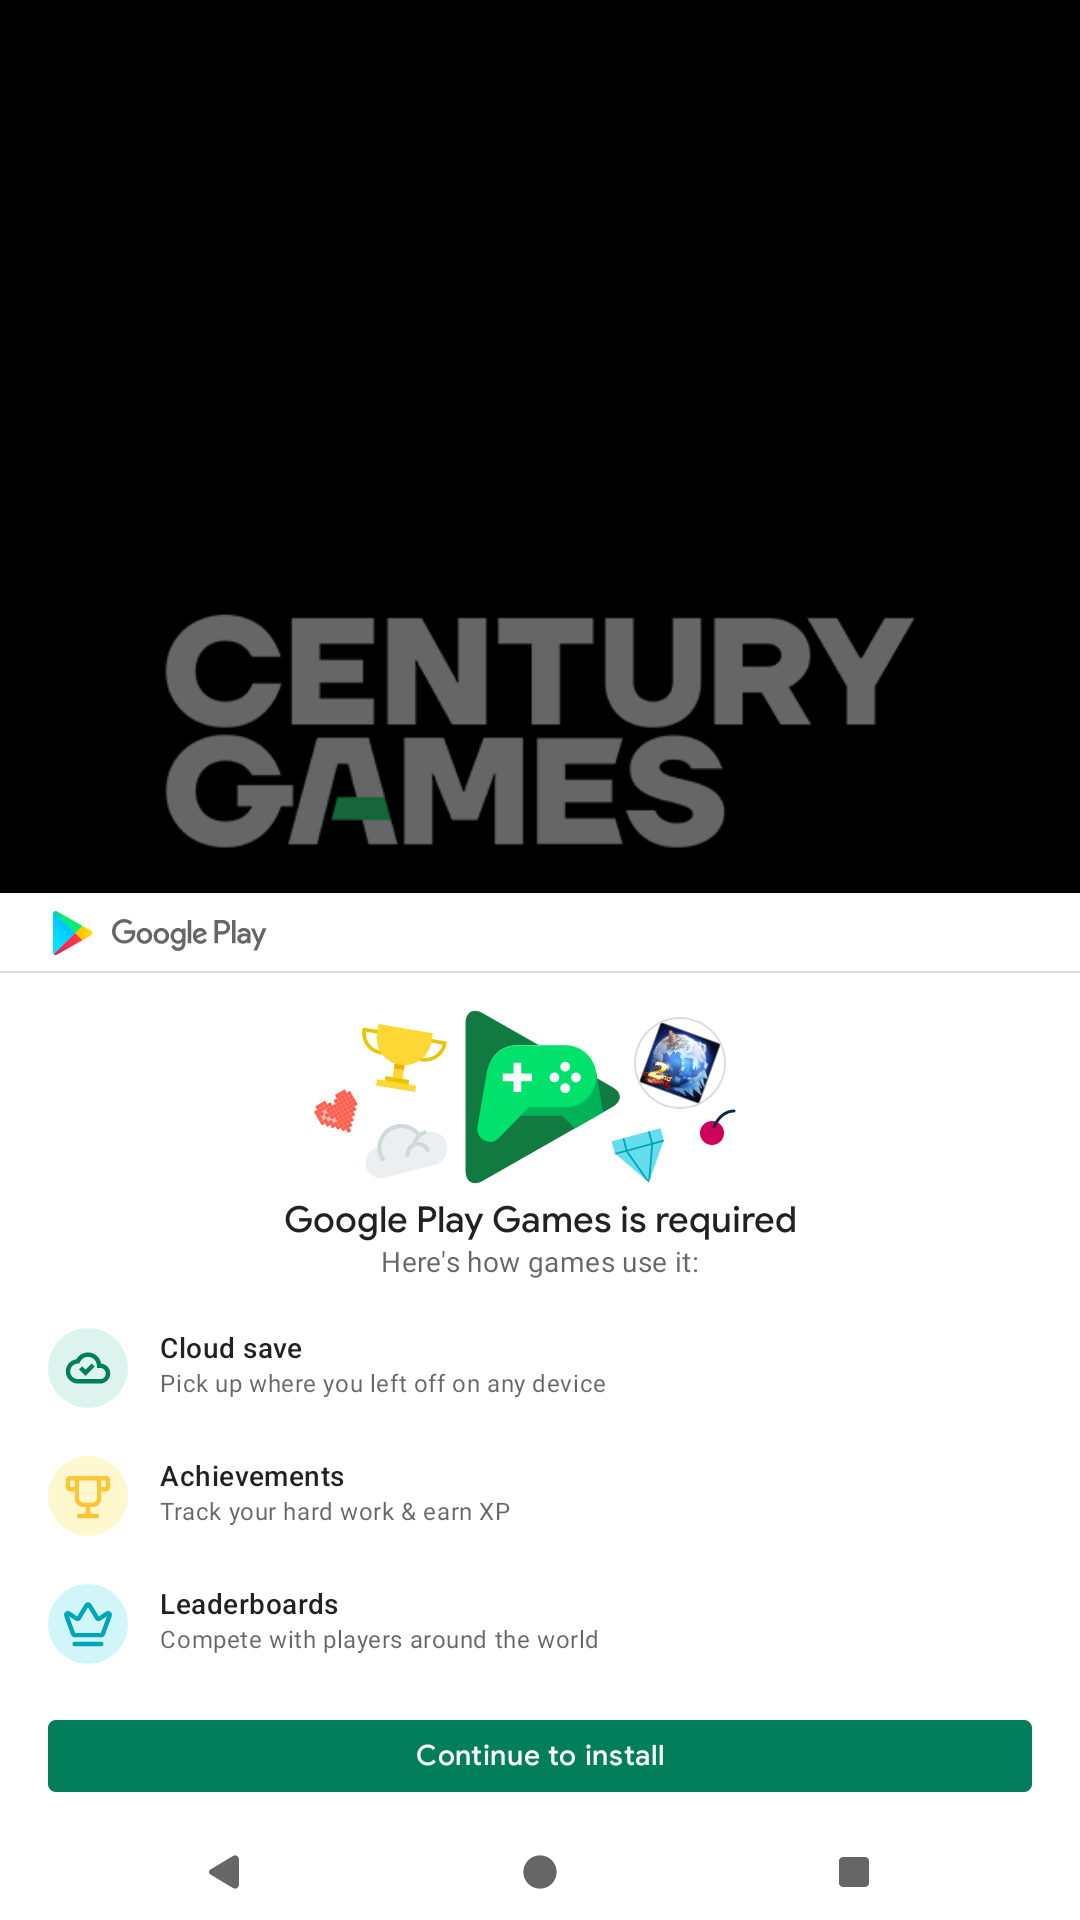 CENTURY
GAMES
Google Play
2nd
Google Play Games is required
Here's how games use it:
Cloud save
Pick up where you left off on any device
Achievements
Track your hard work & earn XP
Leaderboards
Compete with players around the world
Continue to install